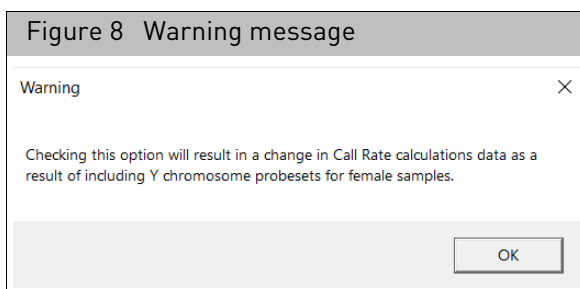 Figure 8 Warning message
Warning
Checking this option will result in a change in Call Rate calculations data as a
result of including Y chromosome probesets for female samples.
OK